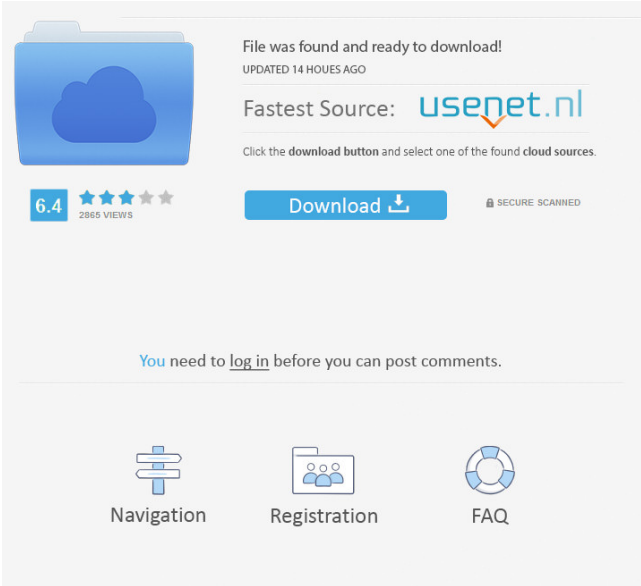 File was found and ready to download!
UPDATED 14 HOUES AGO
Fastest Source: usenet.nl
Click the download button and select one of the found cloud sources.
6.4
2865 VIEWS
Download
SECURE SCANNED
You need to log in before you can post comments.
Navigation
Registration
FAQ